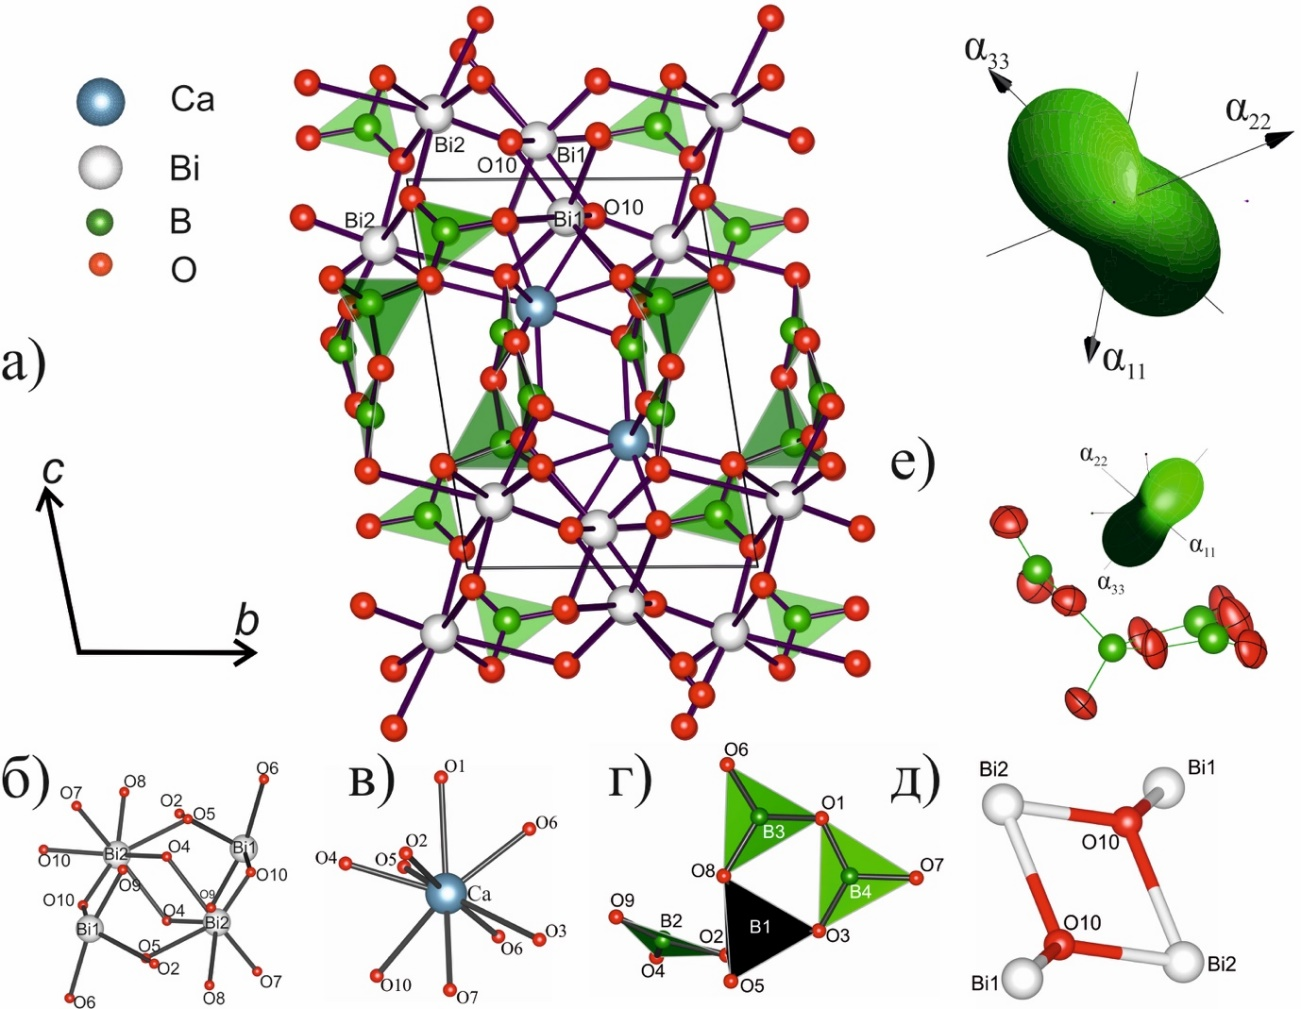 Ca
Bi
B
O
а)
c
b
Bi2
O10
Bi1
Bi2
Bi1
O10
α33
α22
α11
е)
α22
α11
α33
б)
O6
O7
O8
O2
O5
Bi1
O10
Bi2
O4
O10
O9
O10
O9
O4
Bi2
Bi1
O5
O2
O7
O8
O6
в)
O1
O6
O2
O4
O5
Ca
O6
O3
O10
O7
г)
O6
O1
B3
O8
O7
B4
O9
B1
B2
O2
O3
O4
O5
д)
Bi2
Bi1
O10
O10
Bi2
Bi1